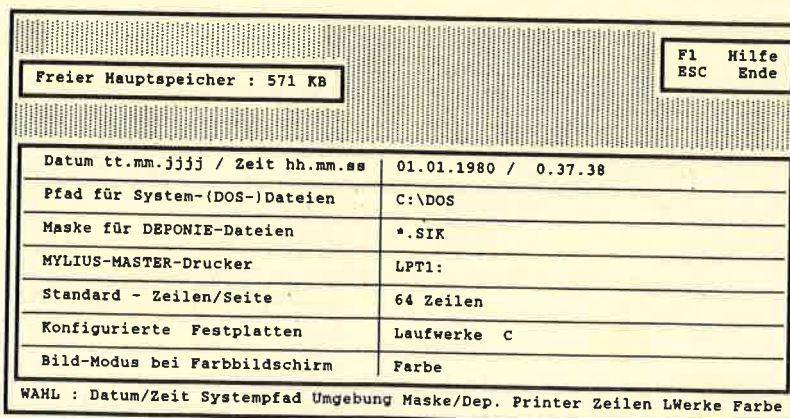 F1 Hilfe
ESC Ende
Freier Hauptspeicher : 571 KB
Datum tt.mm.jjjj / Zeit hh.mm.ss 01.01.1980 / 0.37.38
Pfad für System-(DOS-)Dateien C:\DOS
Maske für DEPONIE-Dateien *.SIK
MYLIUS-MASTER-Drucker LPT1:
Standard - Zeilen/Seite 64 Zeilen
Konfigurierte Festplatten Laufwerke C
Bild-Modus bei Farbbildschirm Farbe
WAHL : Datum/Zeit Systempfad Umgebung Maske/Dep. Printer Zeilen LWerke Farbe